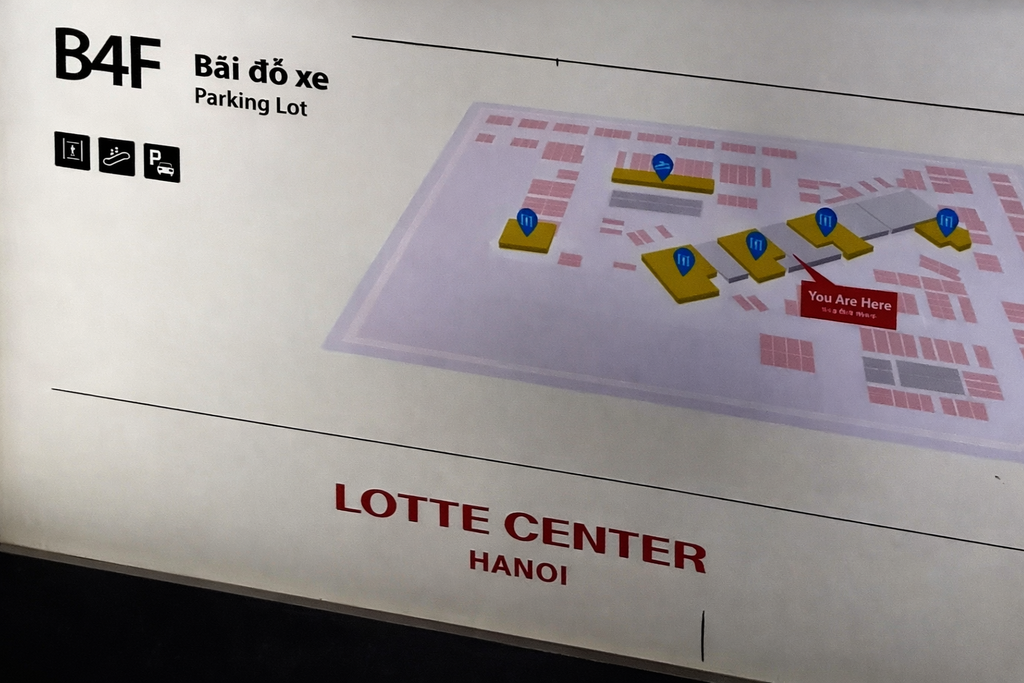 B4F
Bãi đỗ xe
Parking Lot
P
You Are Here
LOTTE CENTER
HANOI